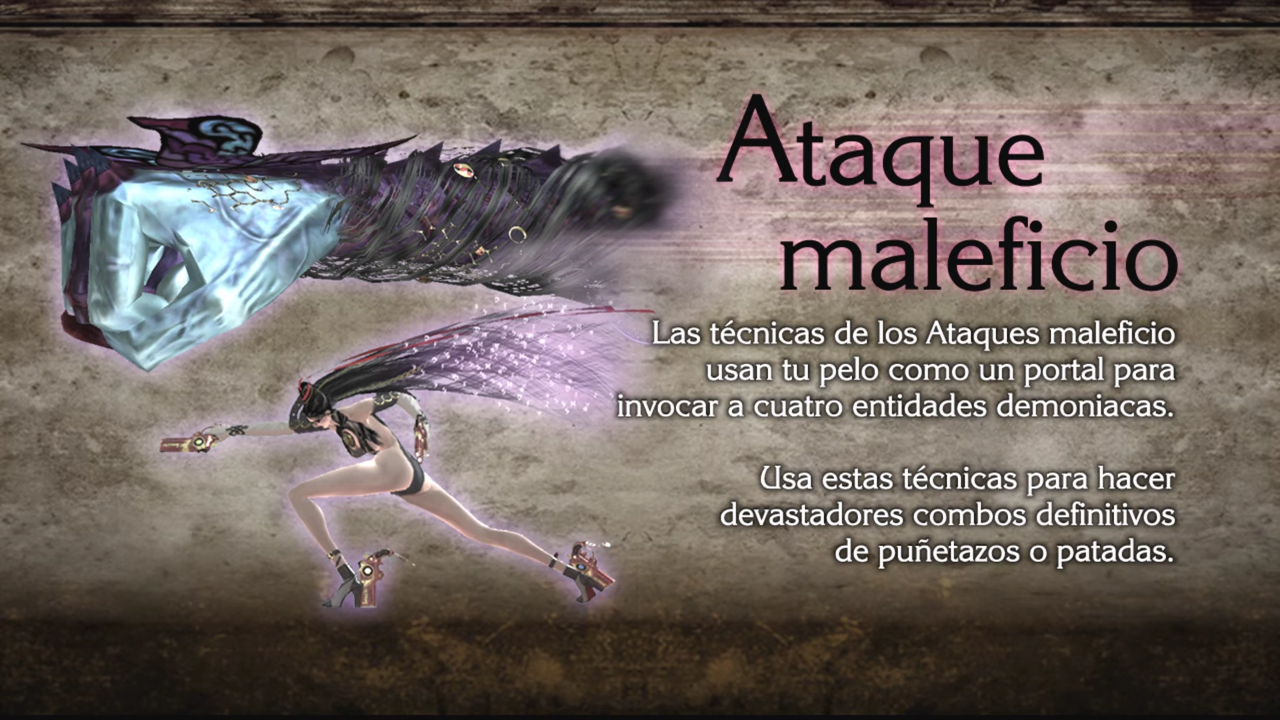 Ataque
maleficio
Las técnicas de los Ataques maleficio
usan tu pelo como un portal para
invocar a cuatro entidades demoniacas.
Usa estas técnicas para hacer
devastadores combos definitivos
de puñetazos o patadas.